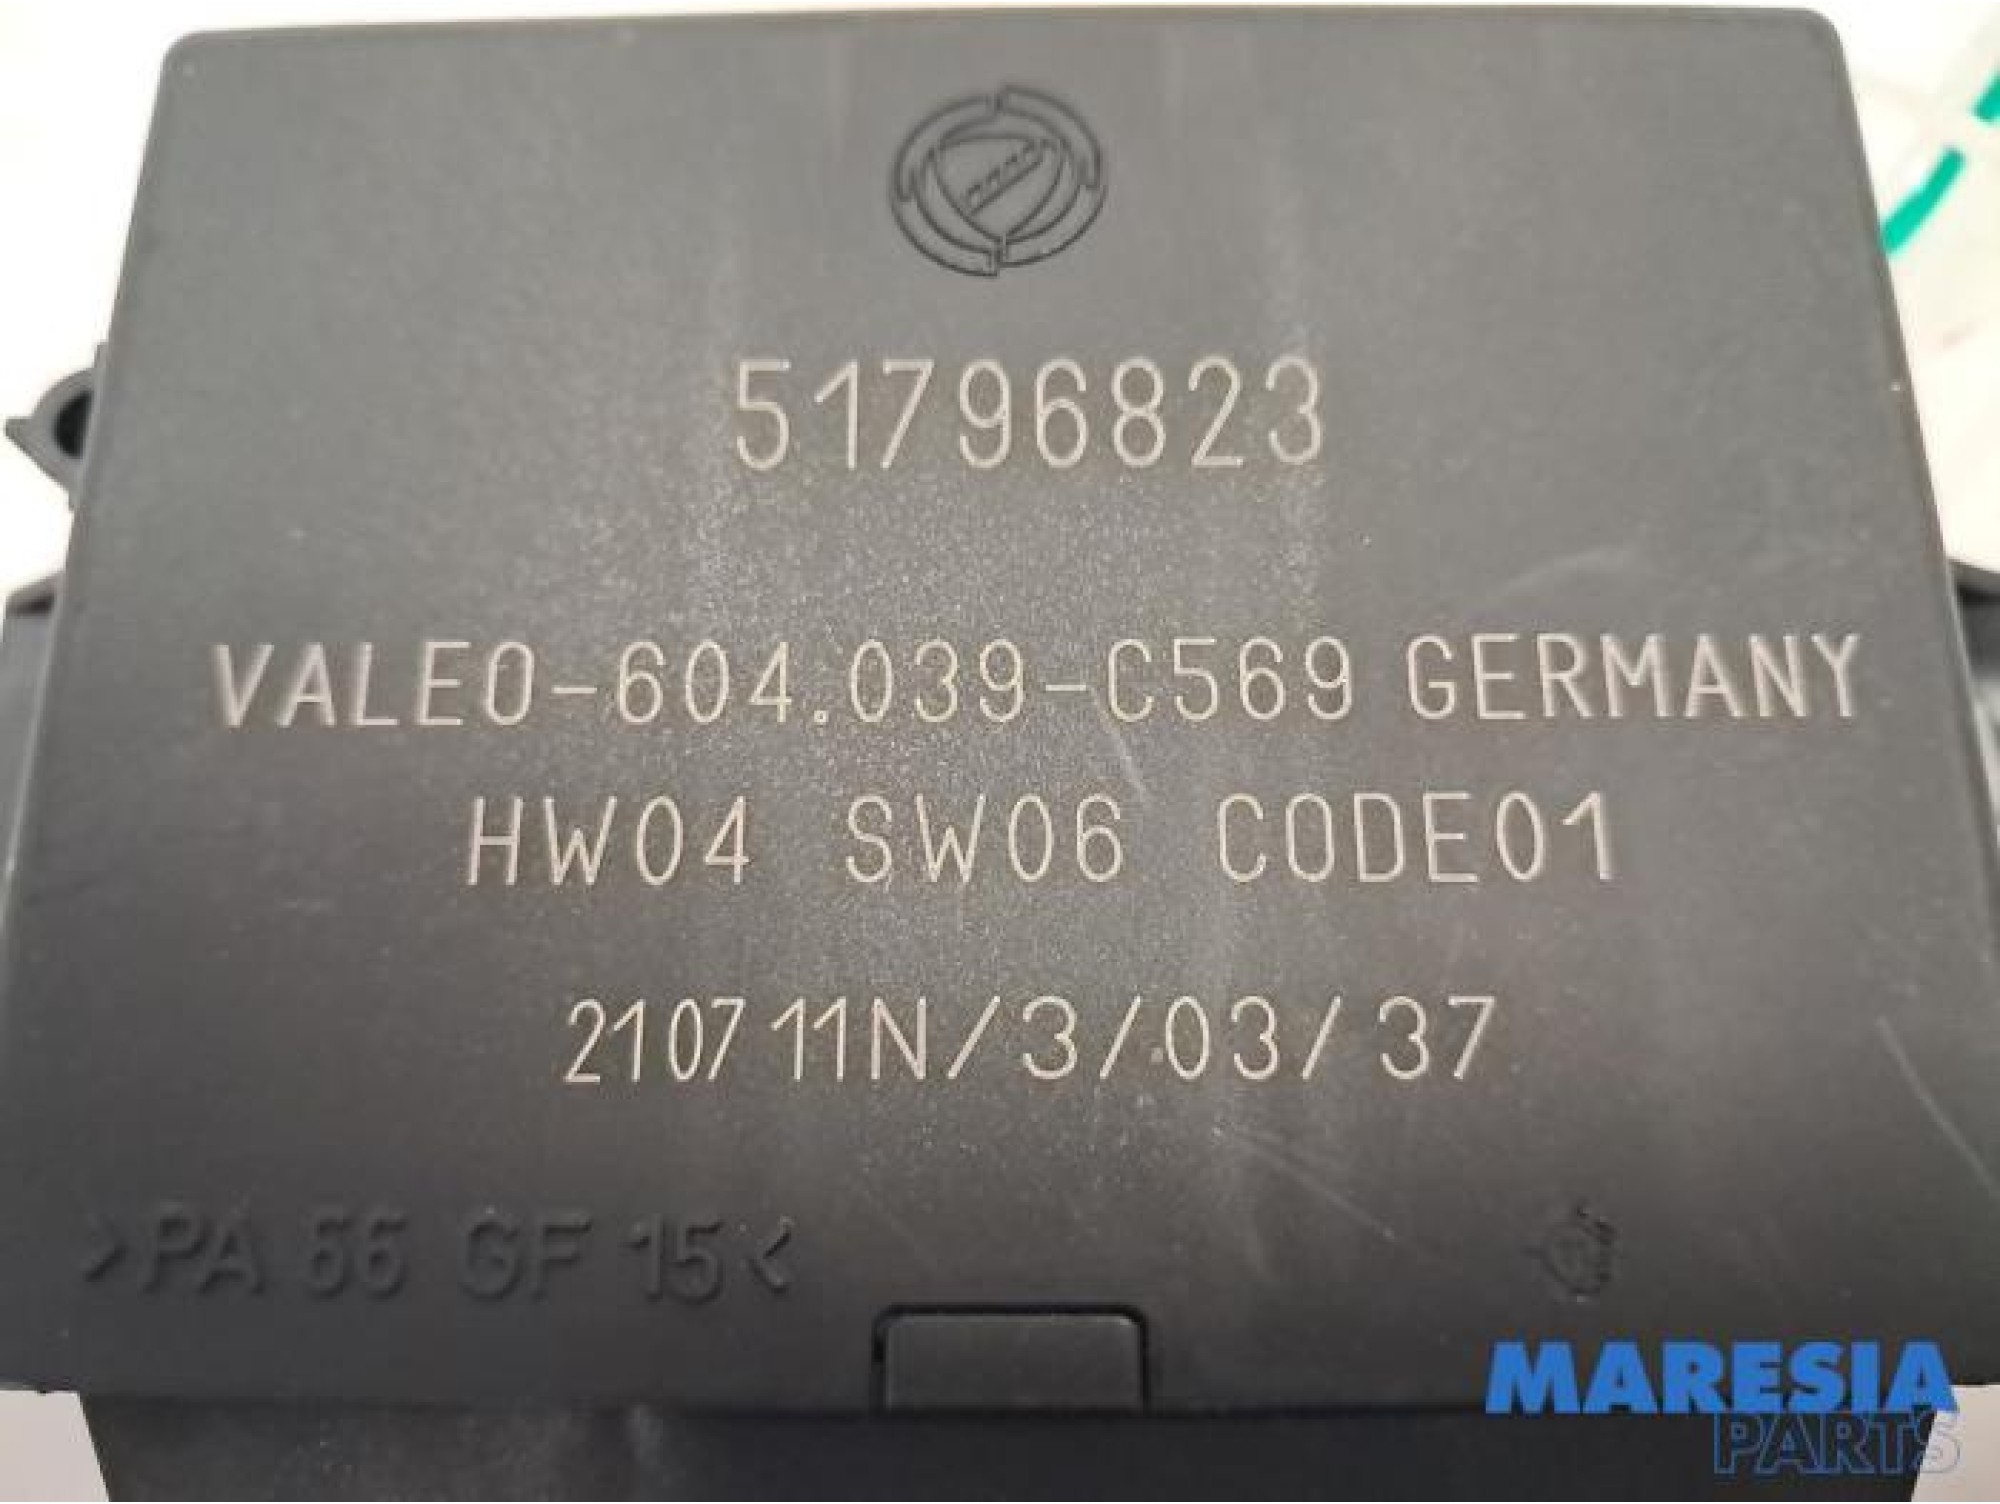 51796823
VALEO-604.039-C569 GERMANY
HW04 SW06 CODE01
210711N/3/03/37
>PA 66 GF 15<
MARESIA
PARTS